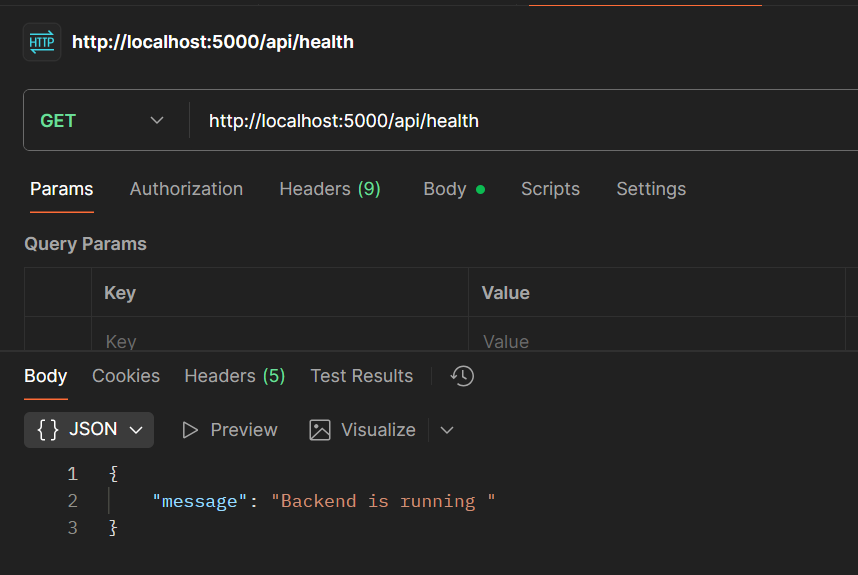 HTTP http://localhost:5000/api/health
GET http://localhost:5000/api/health
Params Authorization Headers (9) Body Scripts Settings
Query Params
Key Value
Key Value
Body Cookies Headers (5) Test Results
{} JSON Preview Visualize
1 {
2 "message": "Backend is running "
3 }